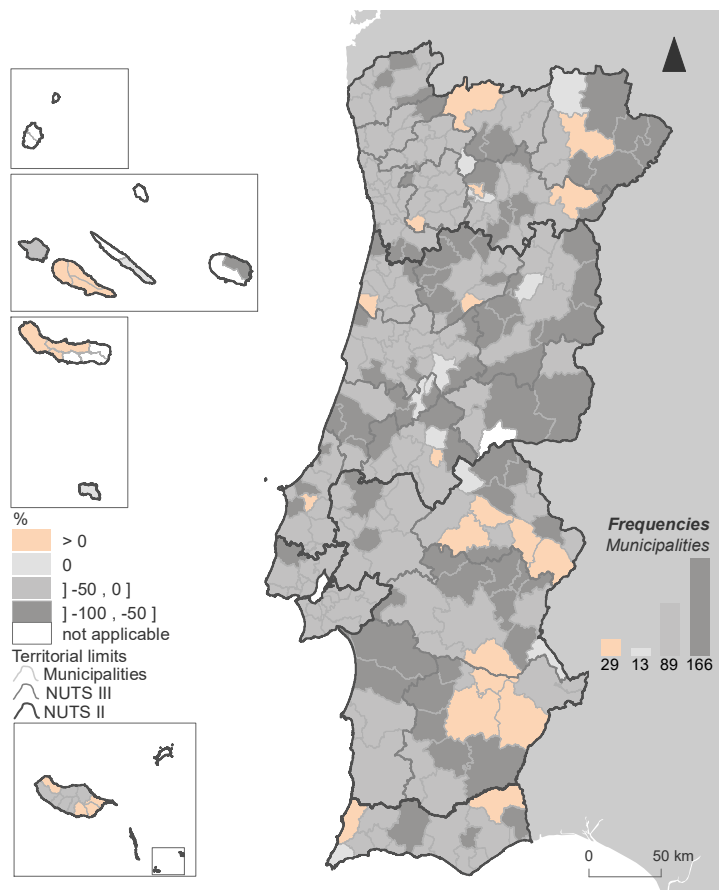 %
> 0
0
] -50 , 0 ]
] -100 , -50 ]
not applicable
Territorial limits
Municipalities
NUTS III
NUTS II
Frequencies
Municipalities
29 13 89 166
0 50 km